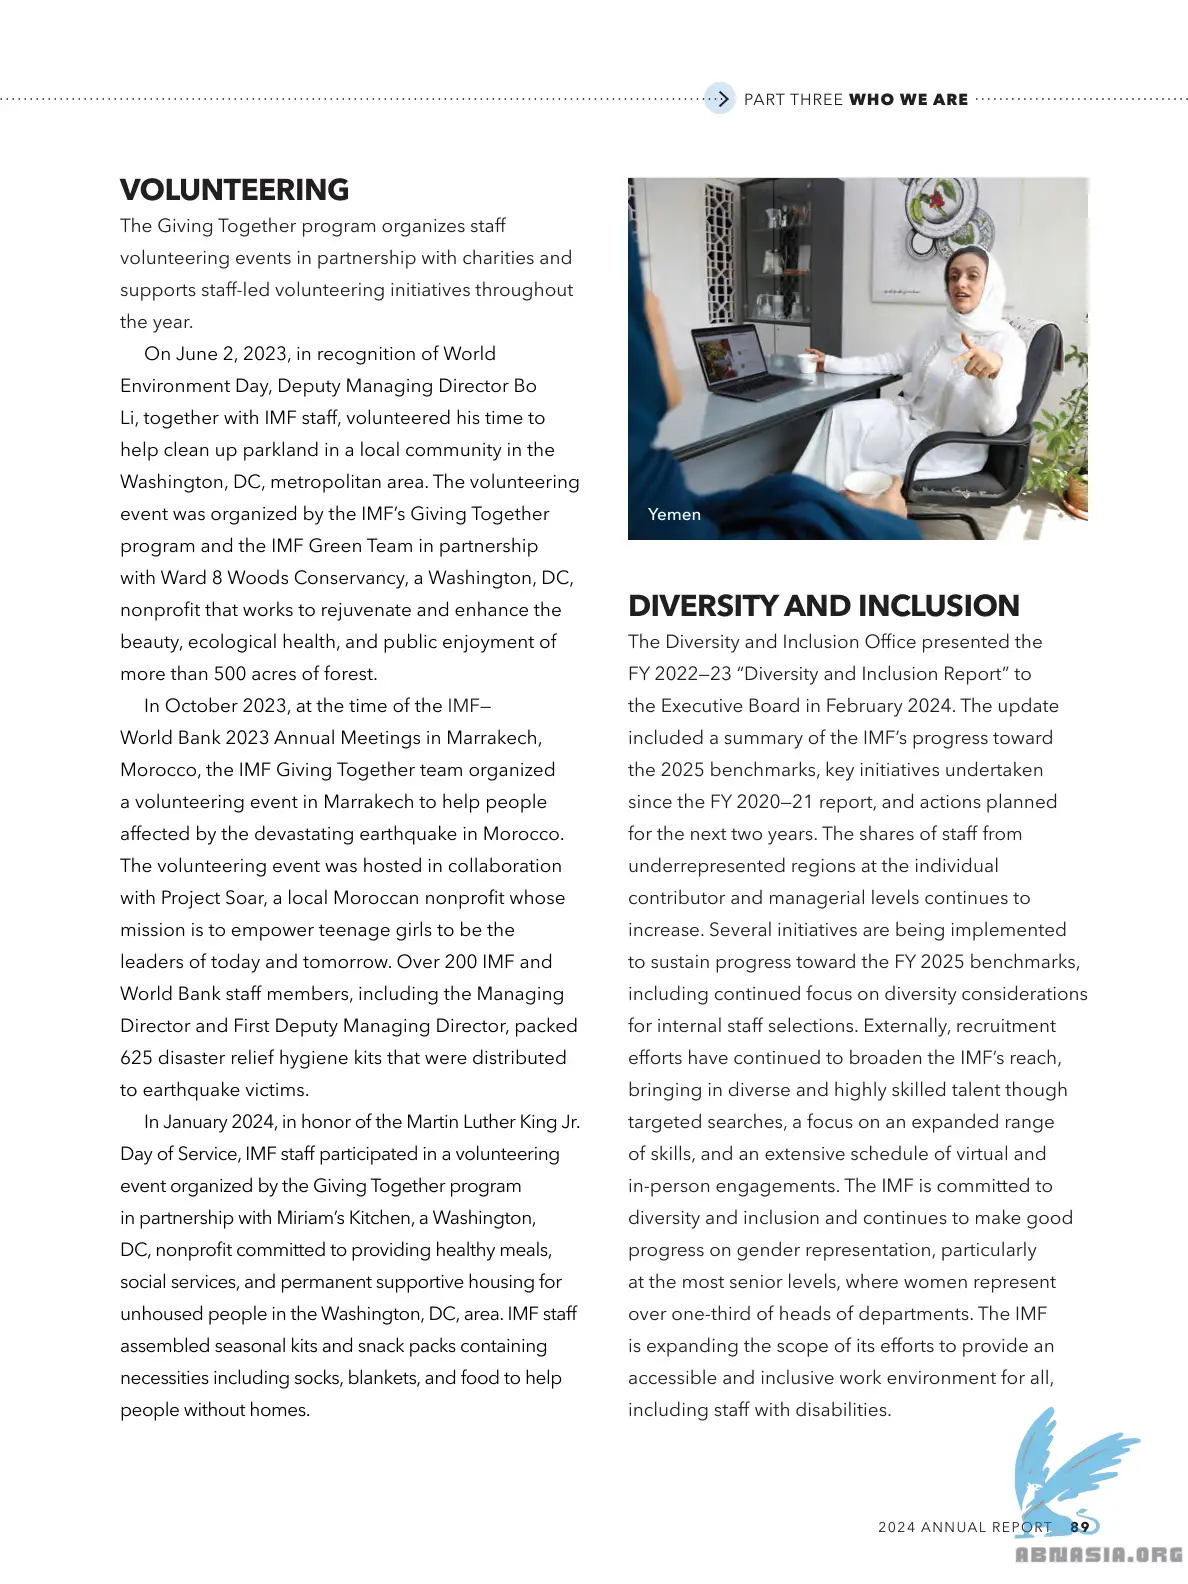 PART THREE WHO WE ARE
VOLUNTEERING
The Giving Together program organizes staff
volunteering events in partnership with charities and
supports staff-led volunteering initiatives throughout
the year.
On June 2, 2023, in recognition of World
Environment Day, Deputy Managing Director Bo
Li, together with IMF staff, volunteered his time to
help clean up parkland in a local community in the
Washington, DC, metropolitan area. The volunteering
event was organized by the IMF’s Giving Together
program and the IMF Green Team in partnership
with Ward 8 Woods Conservancy, a Washington, DC,
nonprofit that works to rejuvenate and enhance the
beauty, ecological health, and public enjoyment of
more than 500 acres of forest.
In October 2023, at the time of the IMF–
World Bank 2023 Annual Meetings in Marrakech,
Morocco, the IMF Giving Together team organized
a volunteering event in Marrakech to help people
affected by the devastating earthquake in Morocco.
The volunteering event was hosted in collaboration
with Project Soar, a local Moroccan nonprofit whose
mission is to empower teenage girls to be the
leaders of today and tomorrow. Over 200 IMF and
World Bank staff members, including the Managing
Director and First Deputy Managing Director, packed
625 disaster relief hygiene kits that were distributed
to earthquake victims.
In January 2024, in honor of the Martin Luther King Jr.
Day of Service, IMF staff participated in a volunteering
event organized by the Giving Together program
in partnership with Miriam’s Kitchen, a Washington,
DC, nonprofit committed to providing healthy meals,
social services, and permanent supportive housing for
unhoused people in the Washington, DC, area. IMF staff
assembled seasonal kits and snack packs containing
necessities including socks, blankets, and food to help
people without homes.
Yemen
DIVERSITY AND INCLUSION
The Diversity and Inclusion Office presented the
FY 2022–23 “Diversity and Inclusion Report” to
the Executive Board in February 2024. The update
included a summary of the IMF’s progress toward
the 2025 benchmarks, key initiatives undertaken
since the FY 2020–21 report, and actions planned
for the next two years. The shares of staff from
underrepresented regions at the individual
contributor and managerial levels continues to
increase. Several initiatives are being implemented
to sustain progress toward the FY 2025 benchmarks,
including continued focus on diversity considerations
for internal staff selections. Externally, recruitment
efforts have continued to broaden the IMF’s reach,
bringing in diverse and highly skilled talent though
targeted searches, a focus on an expanded range
of skills, and an extensive schedule of virtual and
in-person engagements. The IMF is committed to
diversity and inclusion and continues to make good
progress on gender representation, particularly
at the most senior levels, where women represent
over one-third of heads of departments. The IMF
is expanding the scope of its efforts to provide an
accessible and inclusive work environment for all,
including staff with disabilities.
2024 ANNUAL REPORT 89
ABNASIA.ORG